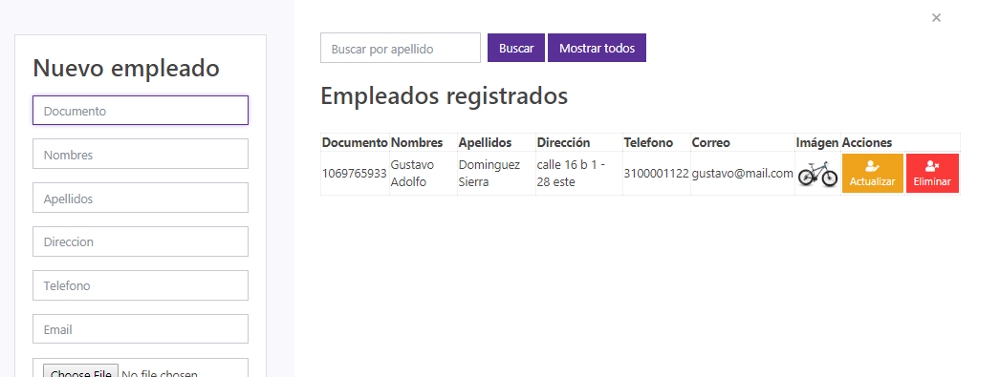 ×
Nuevo empleado
Documento
Nombres
Apellidos
Direccion
Telefono
Email
Choose File No file chosen
Buscar por apellido Buscar Mostrar todos
Empleados registrados
Documento Nombres Apellidos Dirección Telefono Correo Imágen Acciones
1069765933 Gustavo Adolfo Dominguez Sierra calle 16 b 1 - 28 este 3100001122 gustavo@mail.com Actualizar Eliminar